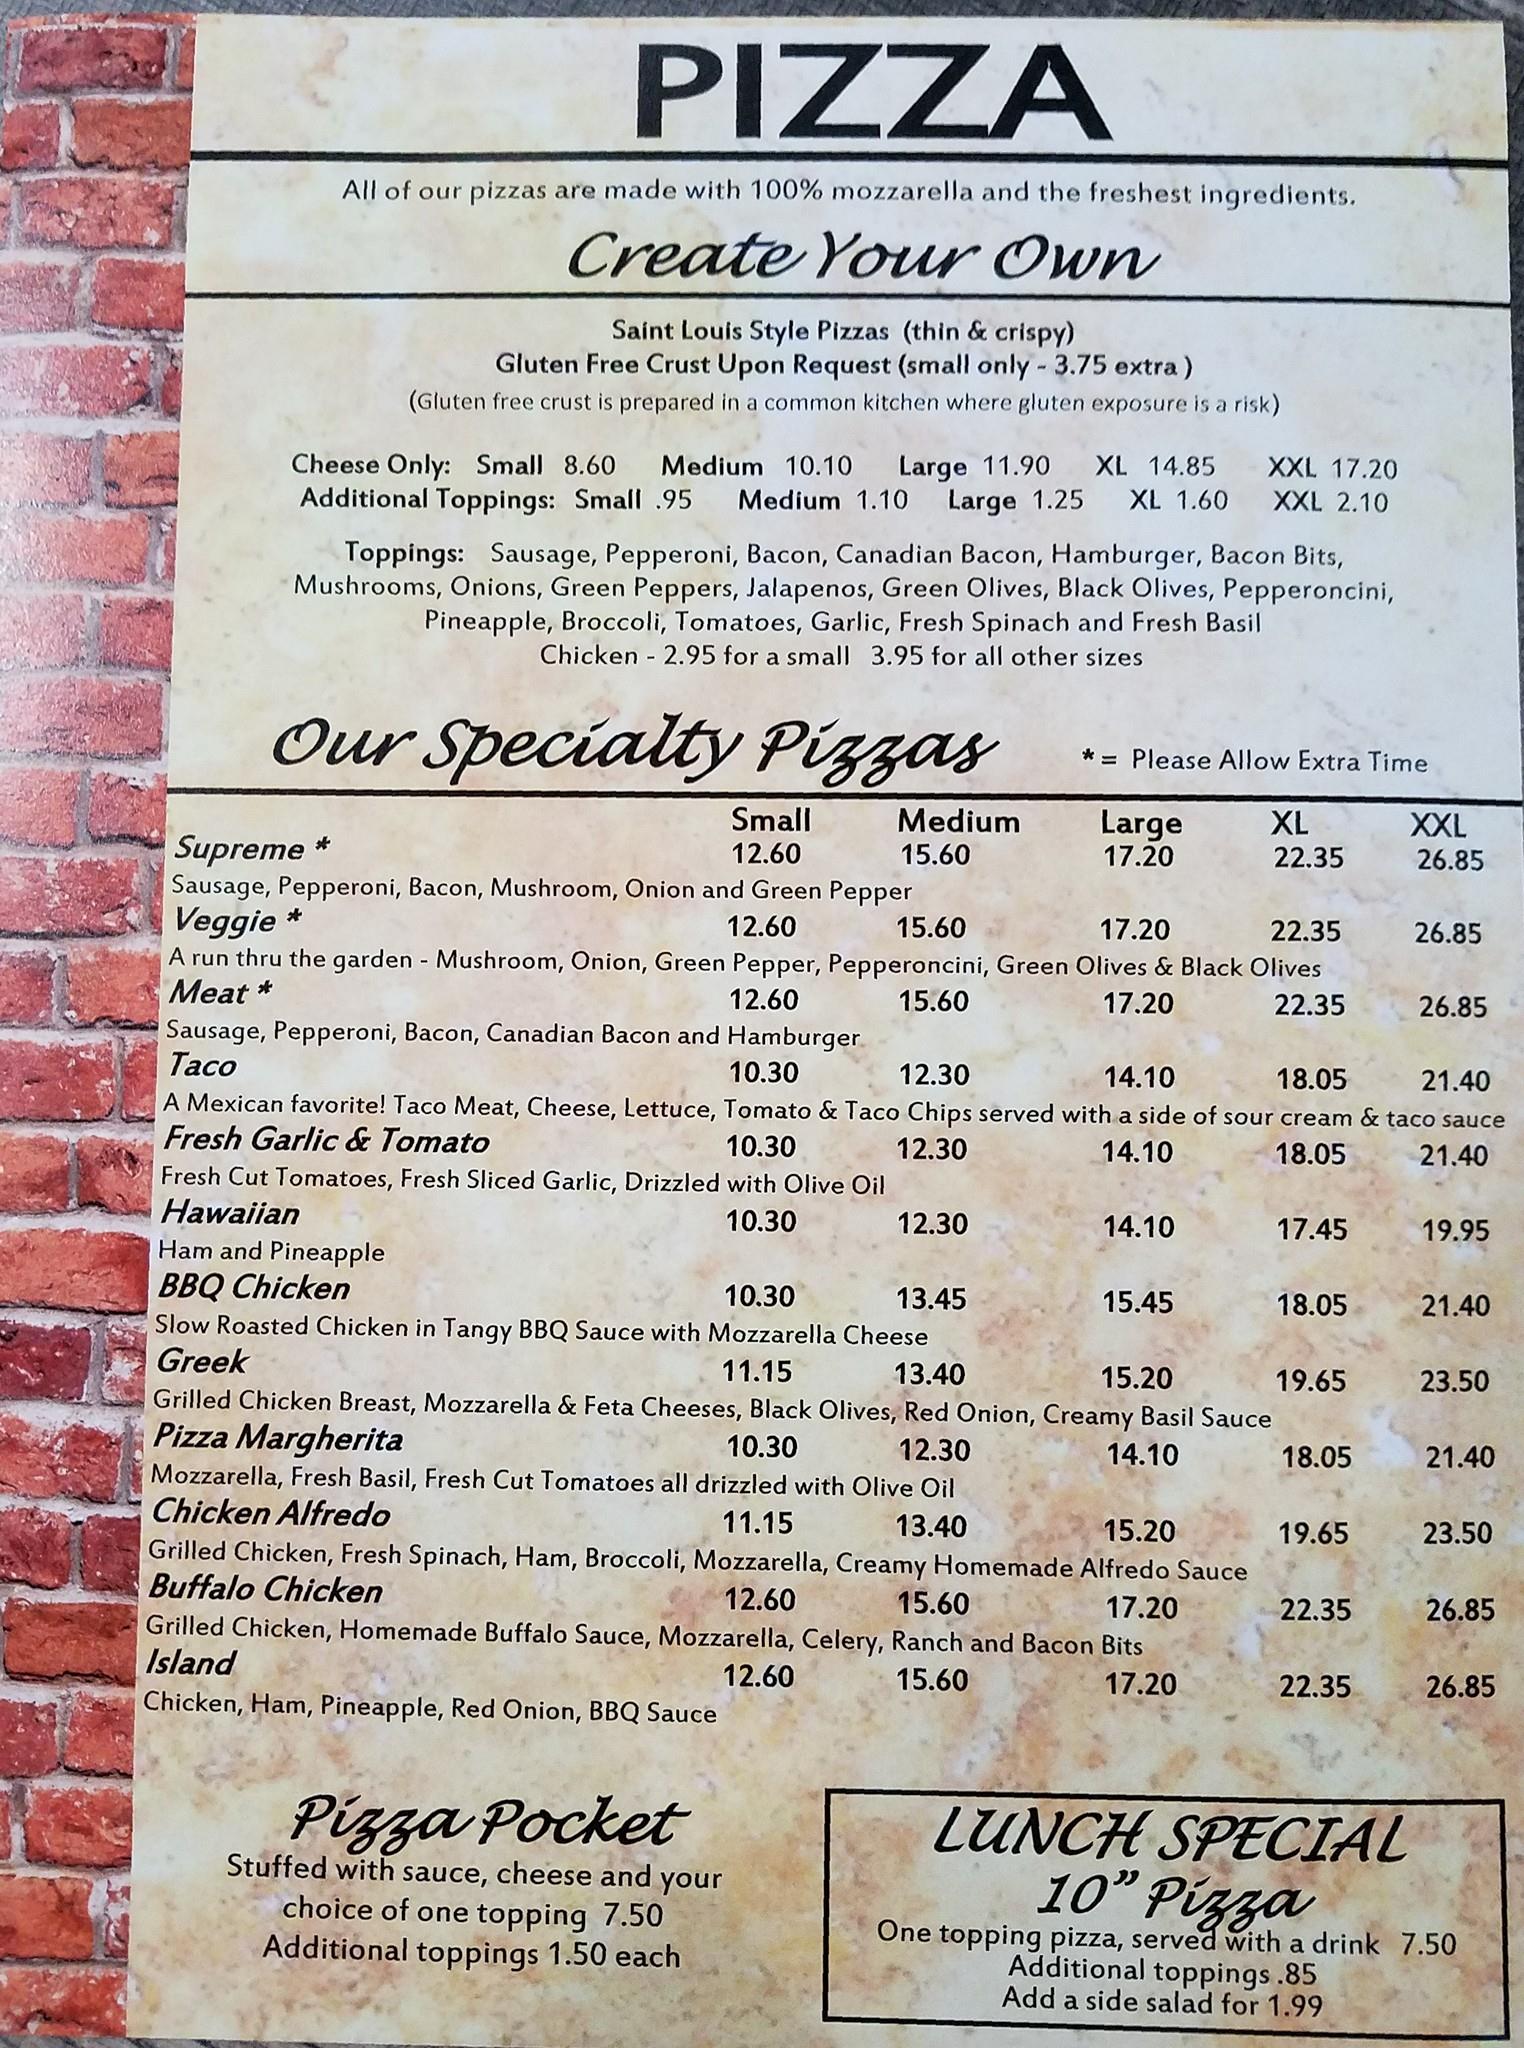 PIZZA
All of our pizzas are made with 100% mozzarella and the freshest ingredients.
Create Your Own
Saint Louis Style Pizzas (thin & crispy)
Gluten Free Crust Upon Request (small only - 3.75 extra )
(Gluten free crust is prepared in a common kitchen where gluten exposure is a risk)
Cheese Only: Small 8.60 Medium 10.10 Large 11.90 XL 14.85 XXL 17.20
Additional Toppings: Small .95 Medium 1.10 Large 1.25 XL 1.60 XXL 2.10
Toppings: Sausage, Pepperoni, Bacon, Canadian Bacon, Hamburger, Bacon Bits,
Mushrooms, Onions, Green Peppers, Jalapenos, Green Olives, Black Olives, Pepperoncini,
Pineapple, Broccoli, Tomatoes, Garlic, Fresh Spinach and Fresh Basil
Chicken - 2.95 for a small 3.95 for all other sizes
Our Specialty Pizzas * = Please Allow Extra Time
Small Medium Large XL XXL
Supreme * 12.60 15.60 17.20 22.35 26.85
Sausage, Pepperoni, Bacon, Mushroom, Onion and Green Pepper
Veggie * 12.60 15.60 17.20 22.35 26.85
A run thru the garden - Mushroom, Onion, Green Pepper, Pepperoncini, Green Olives & Black Olives
Meat * 12.60 15.60 17.20 22.35 26.85
Sausage, Pepperoni, Bacon, Canadian Bacon and Hamburger
Taco 10.30 12.30 14.10 18.05 21.40
A Mexican favorite! Taco Meat, Cheese, Lettuce, Tomato & Taco Chips served with a side of sour cream & taco sauce
Fresh Garlic & Tomato 10.30 12.30 14.10 18.05 21.40
Fresh Cut Tomatoes, Fresh Sliced Garlic, Drizzled with Olive Oil
Hawaiian 10.30 12.30 14.10 17.45 19.95
Ham and Pineapple
BBQ Chicken 10.30 13.45 15.45 18.05 21.40
Slow Roasted Chicken in Tangy BBQ Sauce with Mozzarella Cheese
Greek 11.15 13.40 15.20 19.65 23.50
Grilled Chicken Breast, Mozzarella & Feta Cheeses, Black Olives, Red Onion, Creamy Basil Sauce
Pizza Margherita 10.30 12.30 14.10 18.05 21.40
Mozzarella, Fresh Basil, Fresh Cut Tomatoes all drizzled with Olive Oil
Chicken Alfredo 11.15 13.40 15.20 19.65 23.50
Grilled Chicken, Fresh Spinach, Ham, Broccoli, Mozzarella, Creamy Homemade Alfredo Sauce
Buffalo Chicken 12.60 15.60 17.20 22.35 26.85
Grilled Chicken, Homemade Buffalo Sauce, Mozzarella, Celery, Ranch and Bacon Bits
Island 12.60 15.60 17.20 22.35 26.85
Chicken, Ham, Pineapple, Red Onion, BBQ Sauce
Pizza Pocket
Stuffed with sauce, cheese and your
choice of one topping 7.50
Additional toppings 1.50 each
LUNCH SPECIAL
10” Pizza
One topping pizza, served with a drink 7.50
Additional toppings .85
Add a side salad for 1.99